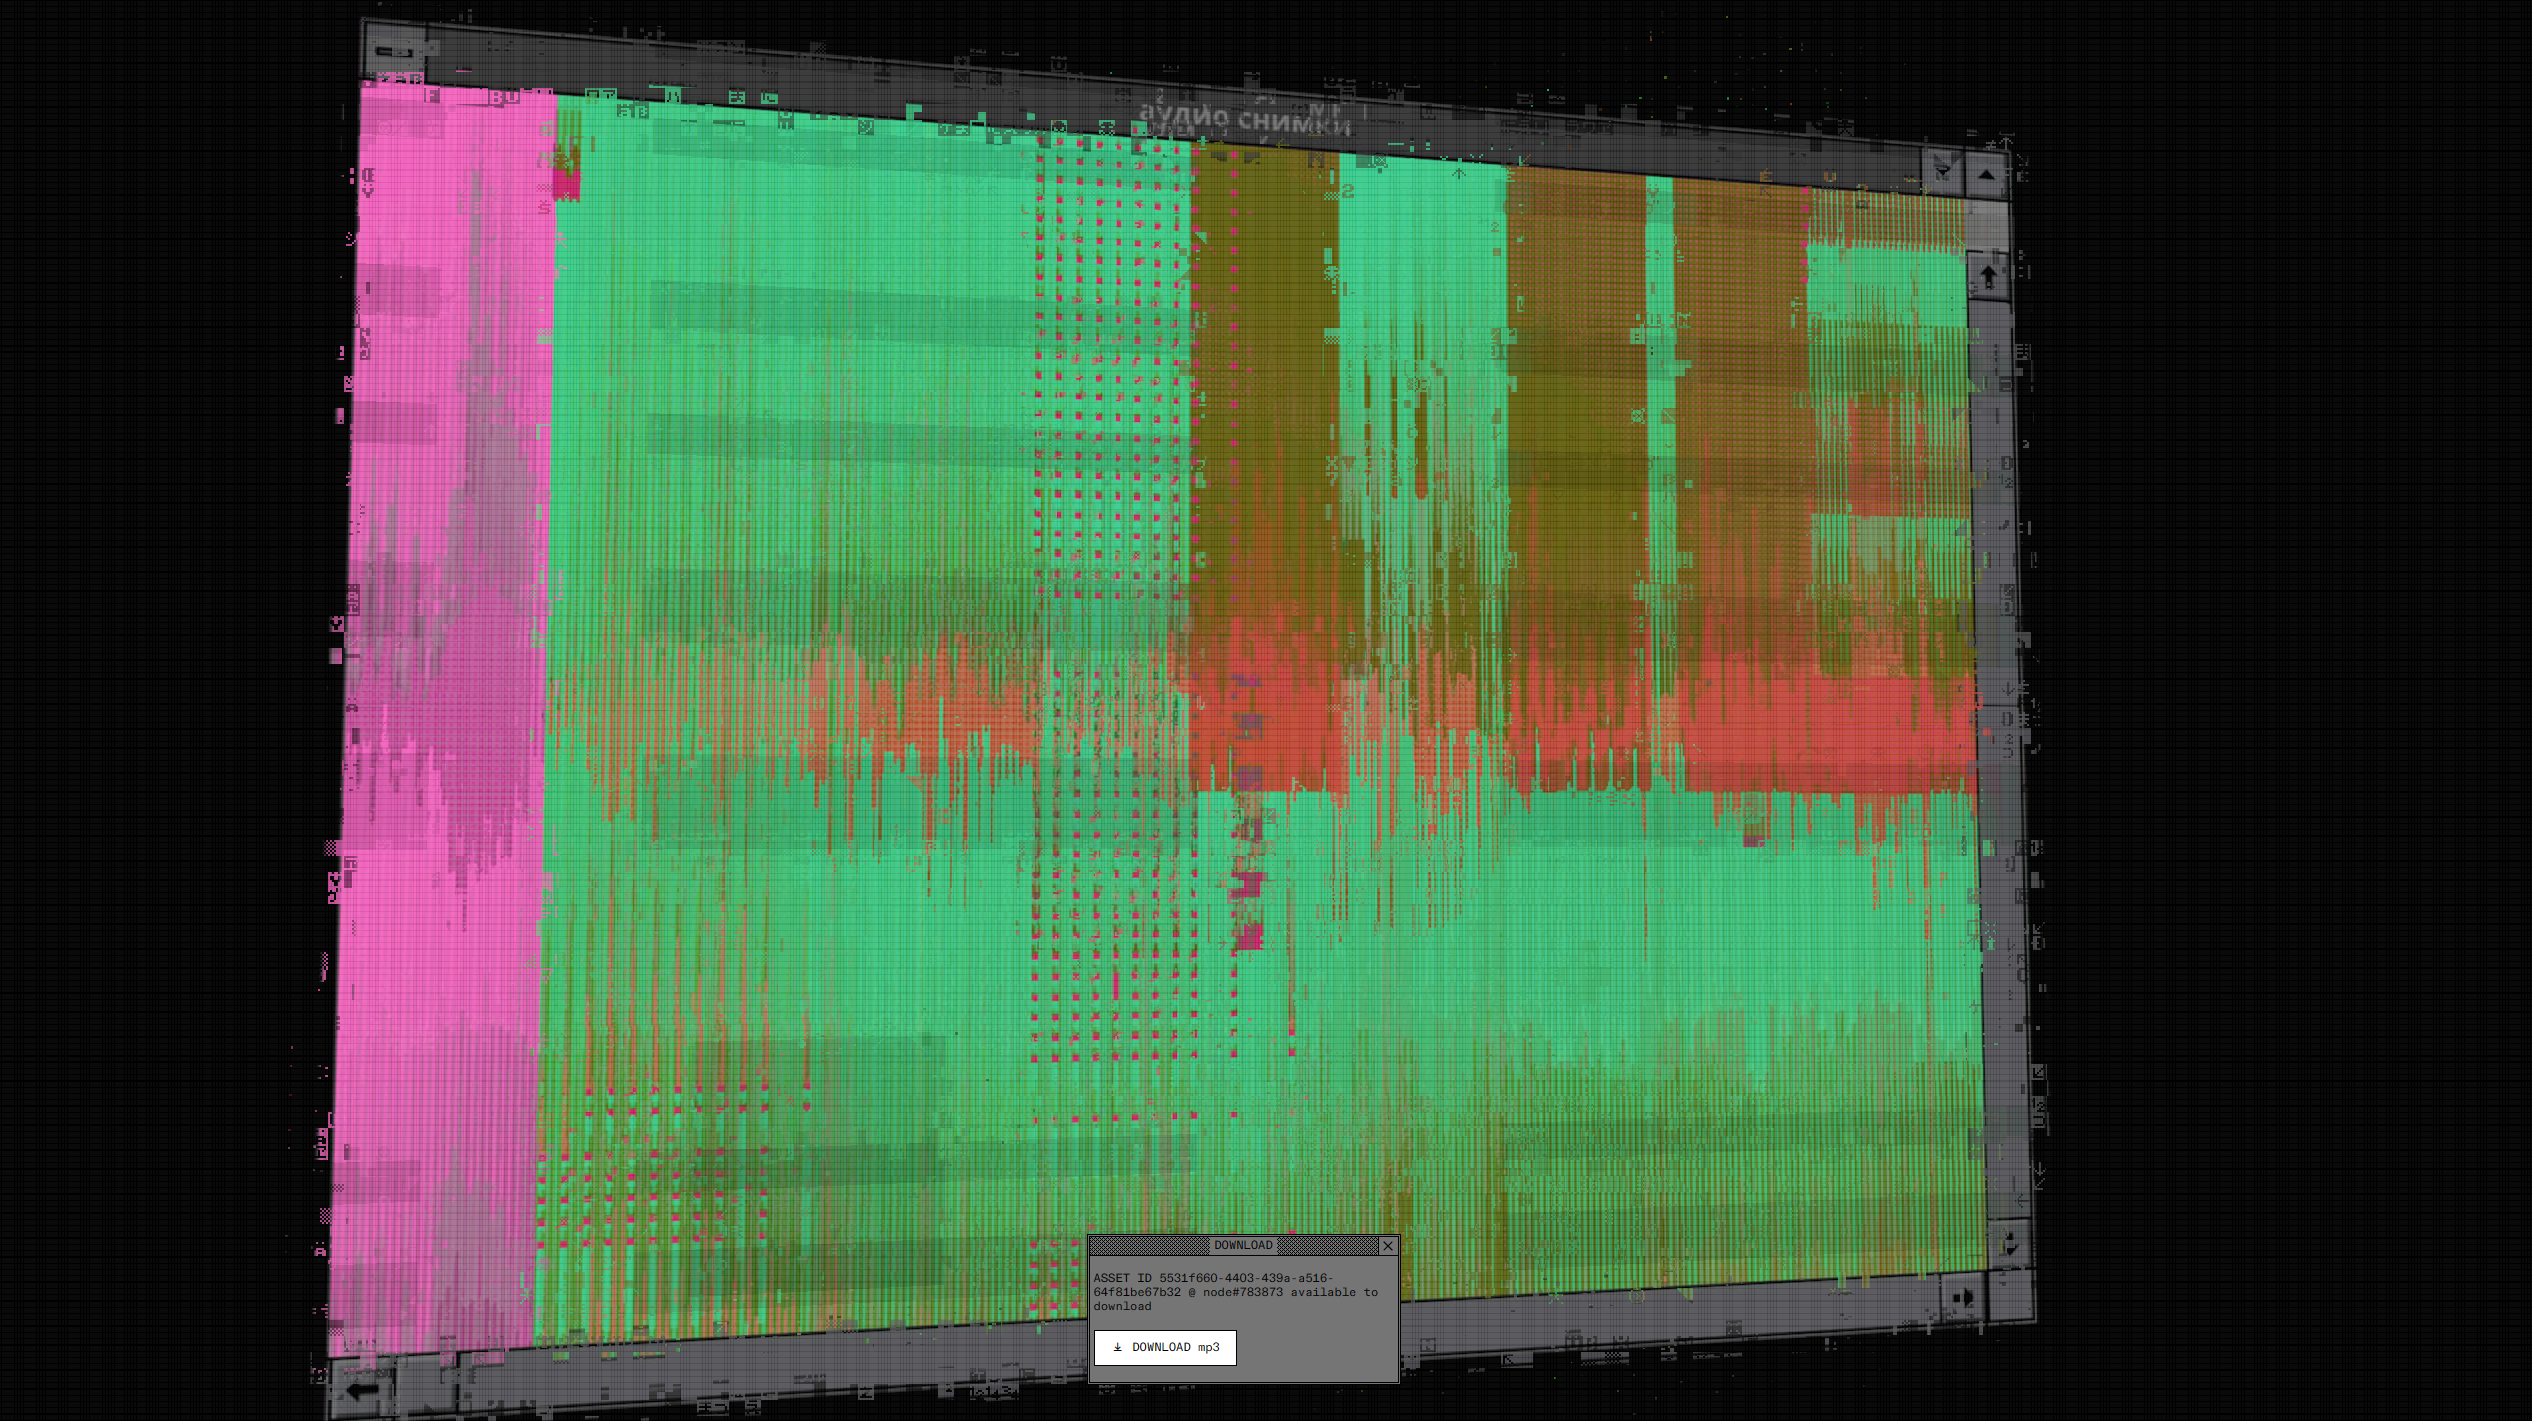 аудио снимки
DOWNLOAD
ASSET ID 5531f660-4403-439a-a516-
64f81be67b32 @ node#783873 available to
download
DOWNLOAD mp3